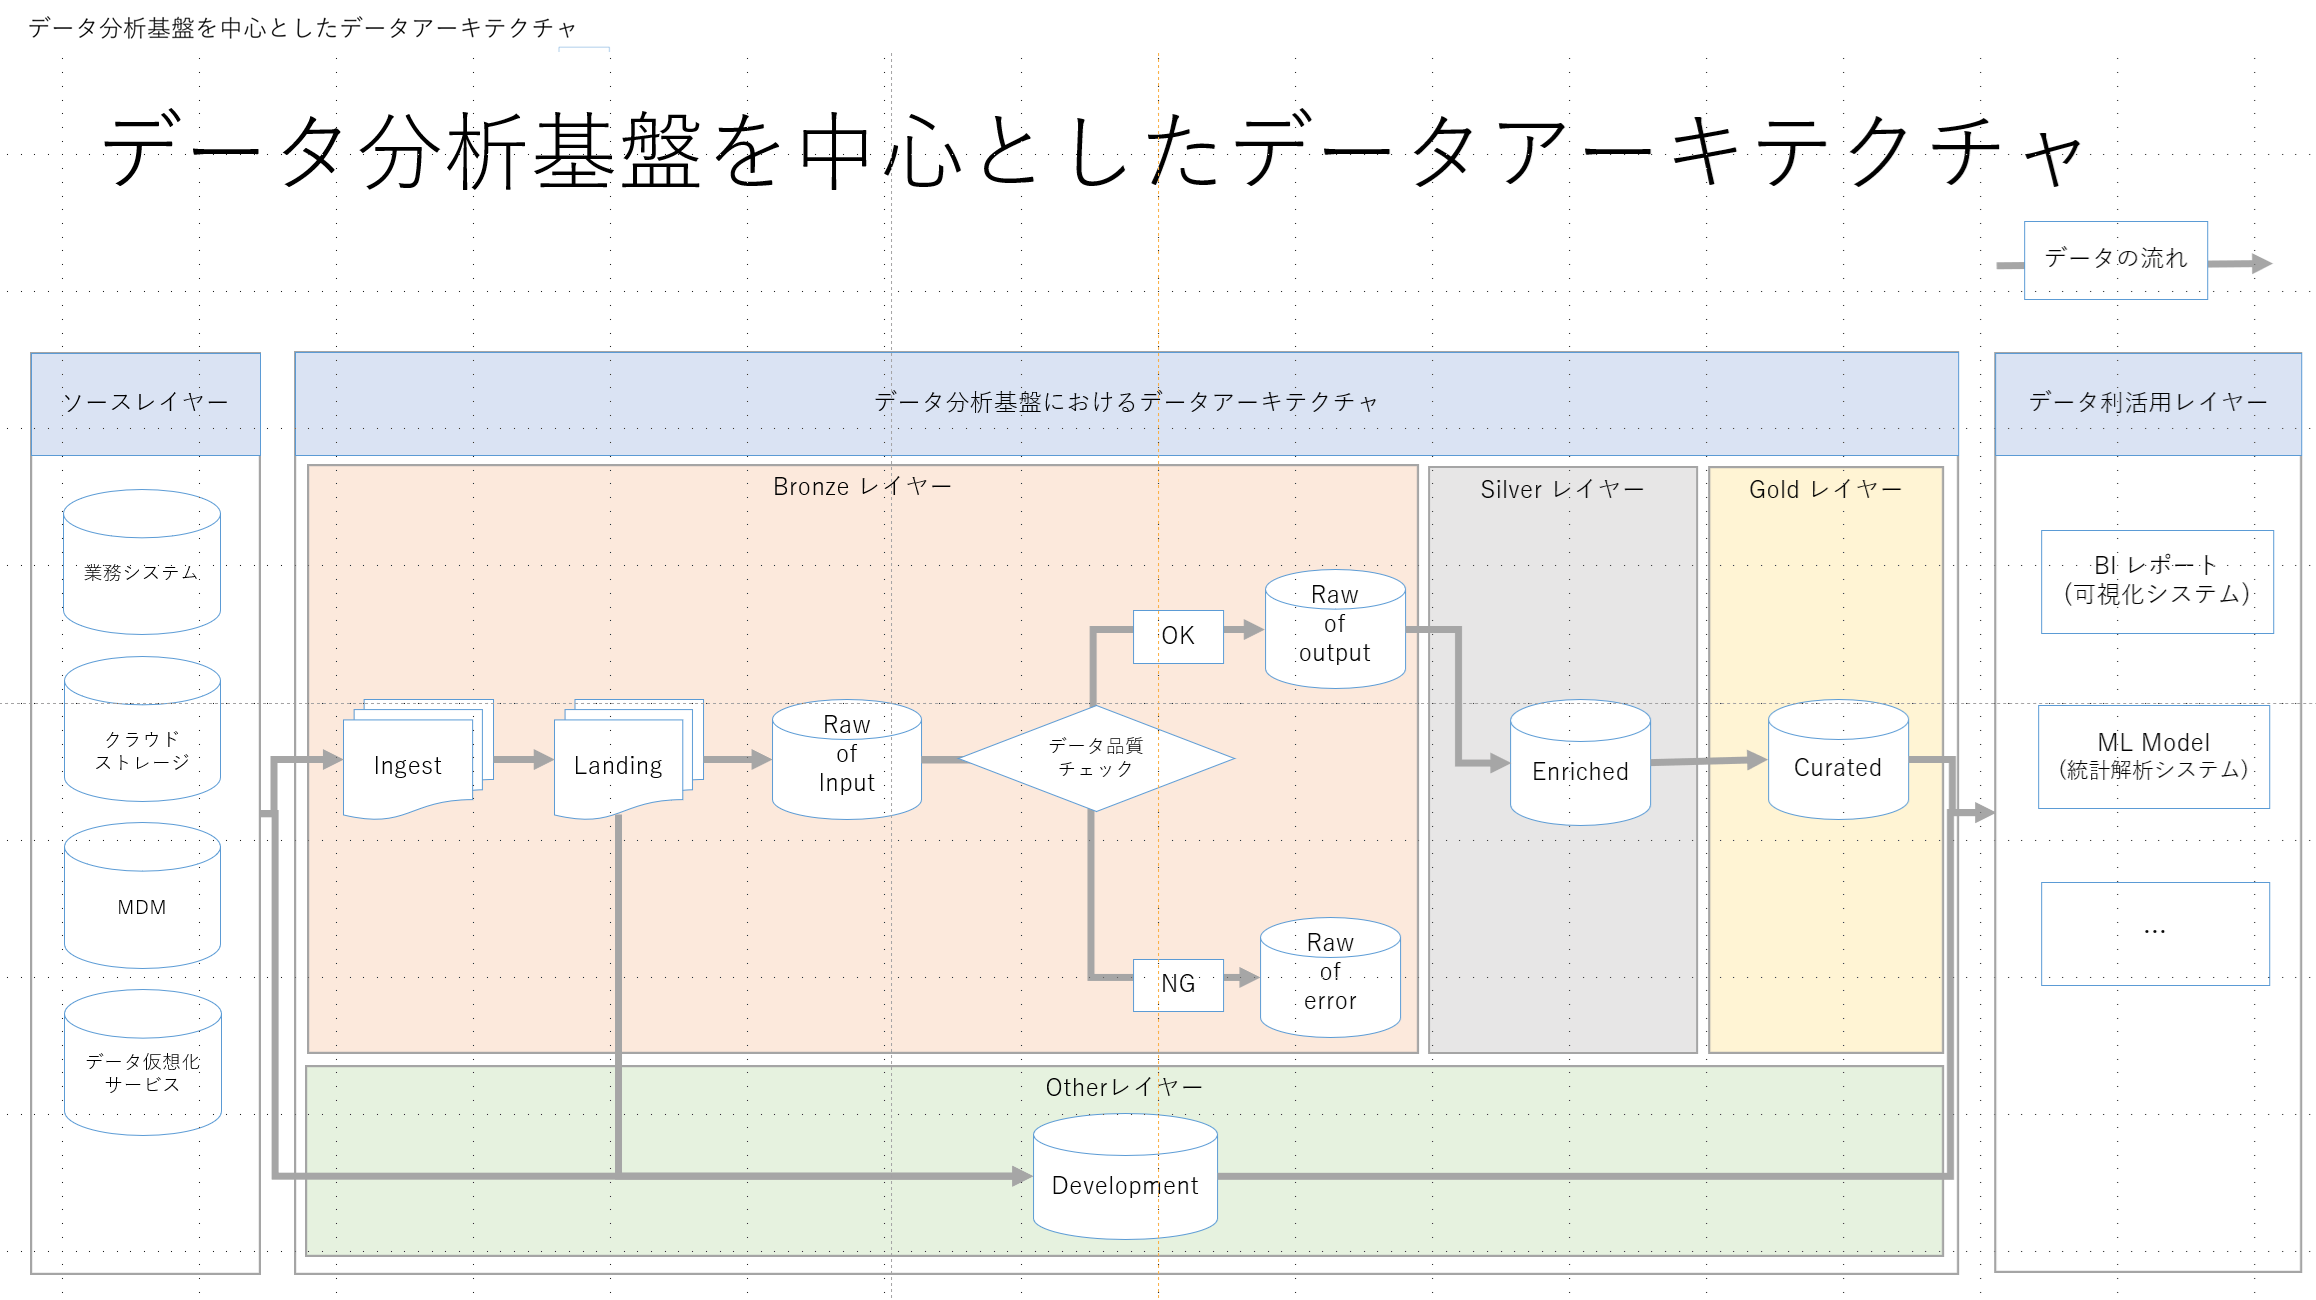 データ分析基盤を中心としたデータアーキテクチャ
データ分析基盤を中心としたデータアーキテクチャ
データの流れ
ソースレイヤー
データ分析基盤におけるデータアーキテクチャ
データ利活用レイヤー
業務システム
クラウド
ストレージ
MDM
データ仮想化
サービス
Bronze レイヤー
Ingest
Landing
Raw
of
Input
データ品質
チェック
OK
Raw
of
output
NG
Raw
of
error
Silver レイヤー
Enriched
Gold レイヤー
Curated
Otherレイヤー
Development
BI レポート
（可視化システム）
ML Model
（統計解析システム）
…